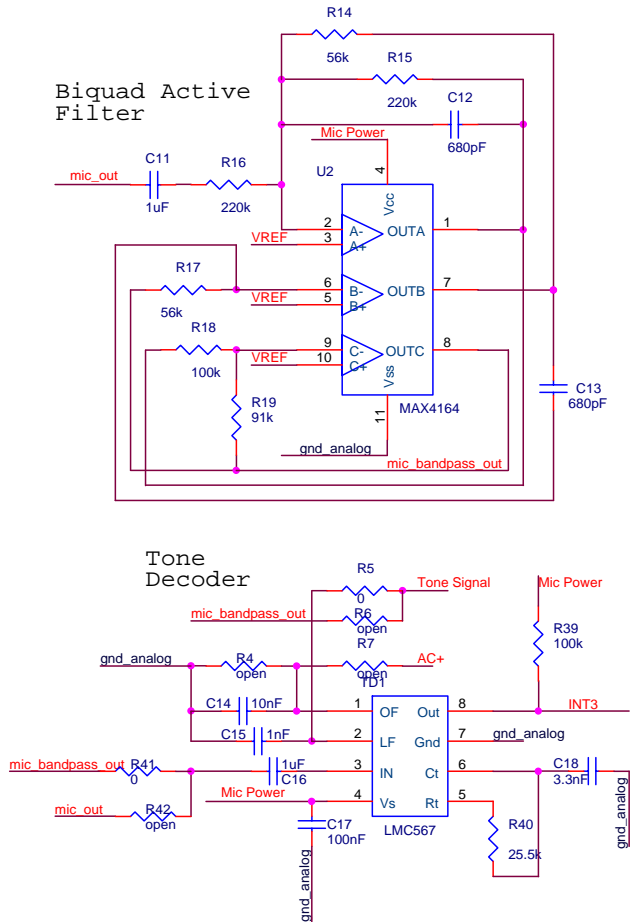 R14
56k
R15
220k
Biquad Active
Filter
C12
680pF
Mic Power
C11
R16
mic_out
1uF
220k
U2
4
Vcc
2
A-
OUTA
1
VREF
3
A+
R17
6
B-
OUTB
7
VREF
5
B+
56k
R18
9
C-
OUTC
8
VREF
10
C+
100k
Vss
R19
91k
11
MAX4164
C13
680pF
gnd_analog
mic_bandpass_out
Tone
Decoder
R5
0
Tone Signal
Mic Power
mic_bandpass_out
R6
open
R39
100k
gnd_analog
R4
open
R7
open
AC+
TD1
C14
10nF
1
OF
Out
8
INT3
C15
1nF
2
LF
Gnd
7
gnd_analog
mic_bandpass_out
R41
0
1uF
C16
3
IN
Ct
6
C18
3.3nF
mic_out
R42
open
Mic Power
4
Vs
Rt
5
C17
100nF
LMC567
R40
25.5k
gnd_analog
gnd_analog